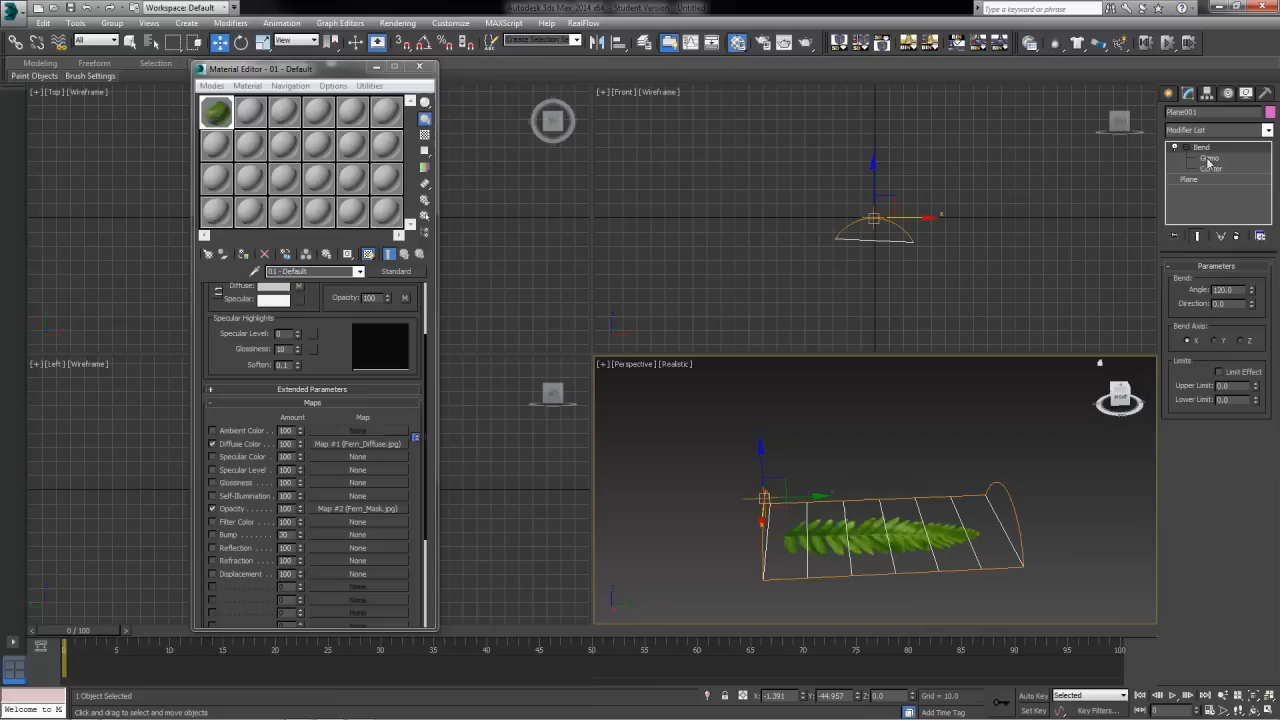 Workspace: Default
Autodesk 3ds Max 2014 x64 - Student Version - Untitled
Type a keyword or phrase
Edit Tools Group Views Create Modifiers Animation Graph Editors Rendering Customize MAXScript Help RealFlow
All
View
Create Selection Se
Modeling Freeform Selection
Paint Objects Brush Settings
Material Editor - 01 - Default
Modes Material Navigation Options Utilities
[+] [Top] [Wireframe]
[+] [Front] [Wireframe]
[+] [Left] [Wireframe]
[+] [Perspective] [Realistic]
x
01 - Default
Standard
Diffuse: M
Specular:
Opacity: 100 M
Specular Highlights
Specular Level: 0
Glossiness: 10
Soften: 0.1
+ Extended Parameters
- Maps
Amount Map
Ambient Color . . 100 None
Diffuse Color . . . 100 Map #1 (Fern_Diffuse.jpg)
Specular Color . 100 None
Specular Level . 100 None
Glossiness . . . . 100 None
Self-Illumination 100 None
Opacity . . . . . . 100 Map #2 (Fern_Mask.jpg)
Filter Color . . . . 100 None
Bump . . . . . . . 30 None
Reflection . . . . 100 None
Refraction . . . . 100 None
Displacement . . 100 None
0 None
0 None
Plane001
Modifier List
Bend
Gizmo
Center
Plane
- Parameters
Bend:
Angle: 120.0
Direction: 0.0
Bend Axis:
X Y Z
Limits
Limit Effect
Upper Limit: 0.0
Lower Limit: 0.0
0 / 100
0 5 10 15 20 25 30 35 40 45 50 55 60 65 70 75 80 85 90 95 100
1 Object Selected
X: -1.391 Y: -44.957 Z: 0.0
Grid = 10.0
Auto Key Selected
Welcome to M
Click and drag to select and move objects
Add Time Tag
Set Key
Key Filters...
0